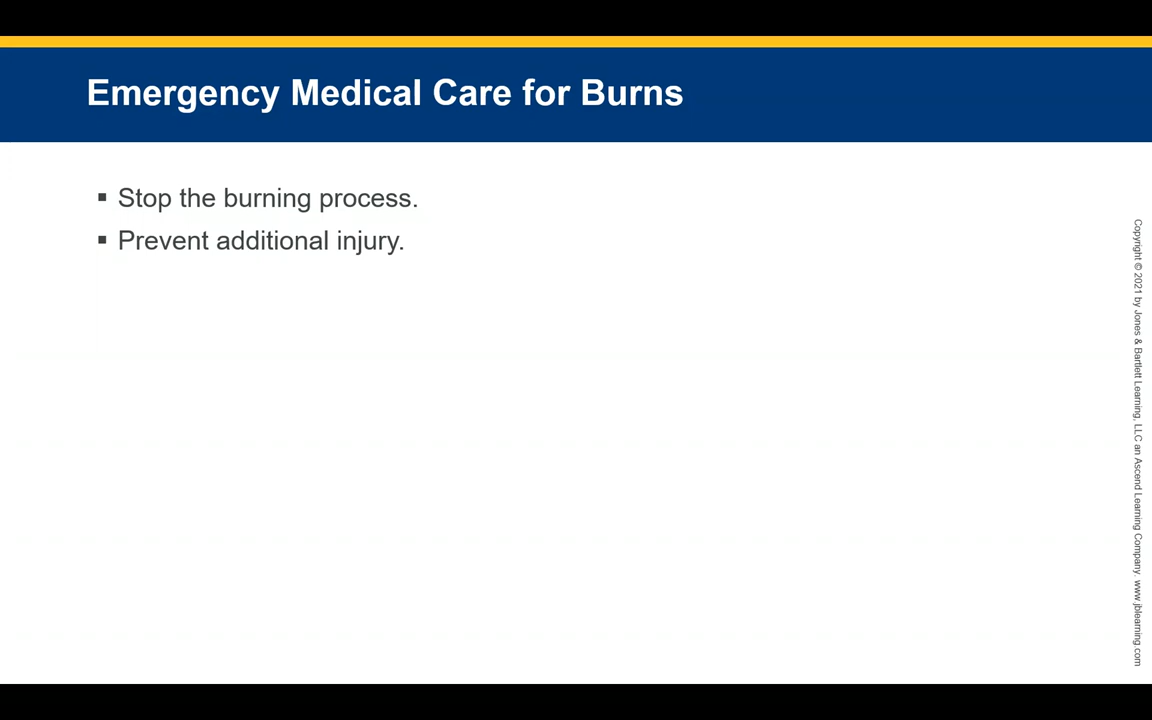 Emergency Medical Care for Burns
▪ Stop the burning process.
▪ Prevent additional injury.
Copyright © 2021 by Jones & Bartlett Learning, LLC an Ascend Learning Company. www.jblearning.com